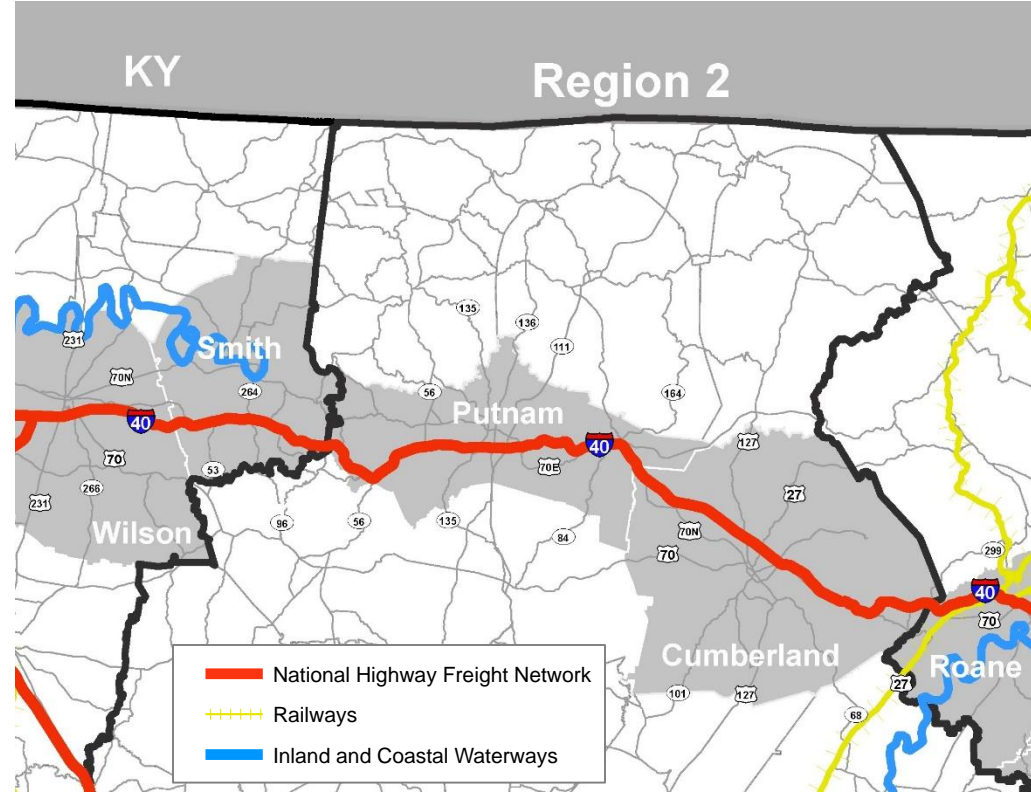 KY
Region 2
135
136
231
Smith
111
70N
264
56
164
Putnam
40
127
40
70
53
70E
27
231
266
96
56
135
70N
Wilson
84
70
299
40
70
Cumberland
Roane
National Highway Freight Network
101
127
27
Railways
68
Inland and Coastal Waterways